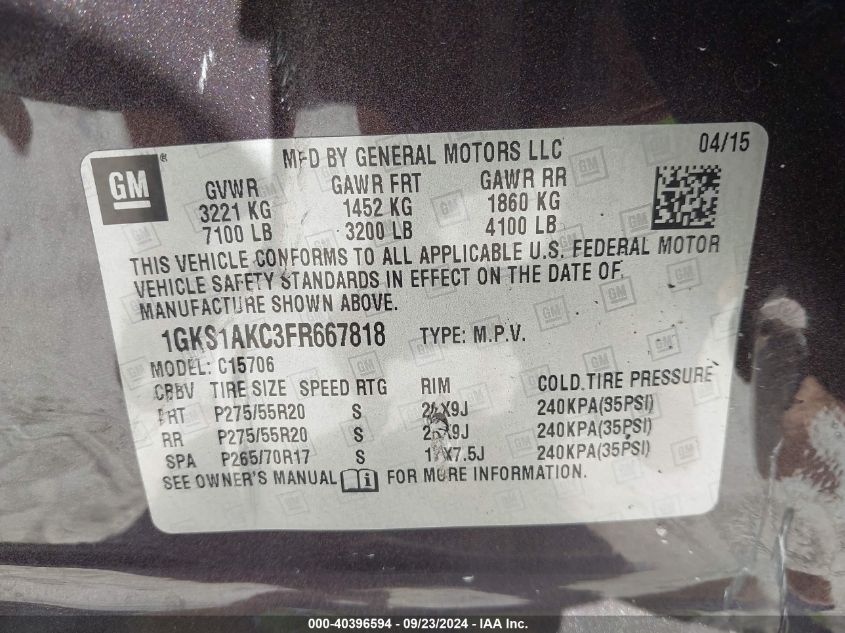 MFD BY GENERAL MOTORS LLC 04/15
GM ®
GVWR GAWR FRT GAWR RR
3221 KG 1452 KG 1860 KG
7100 LB 3200 LB 4100 LB
THIS VEHICLE CONFORMS TO ALL APPLICABLE U.S. FEDERAL MOTOR
VEHICLE SAFETY STANDARDS IN EFFECT ON THE DATE OF
MANUFACTURE SHOWN ABOVE.
1GKS1AKC3FR667818 TYPE: M.P.V.
MODEL: C15706
CRBV TIRE SIZE SPEED RTG RIM COLD TIRE PRESSURE
FRT P275/55R20 S 240KPA(35PSI)
RR P275/55R20 S 240KPA(35PSI)
SPA P265/70R17 S 240KPA(35PSI)
SEE OWNER'S MANUAL i FOR MORE INFORMATION.
000-40396594 - 09/23/2024 - IAA Inc.